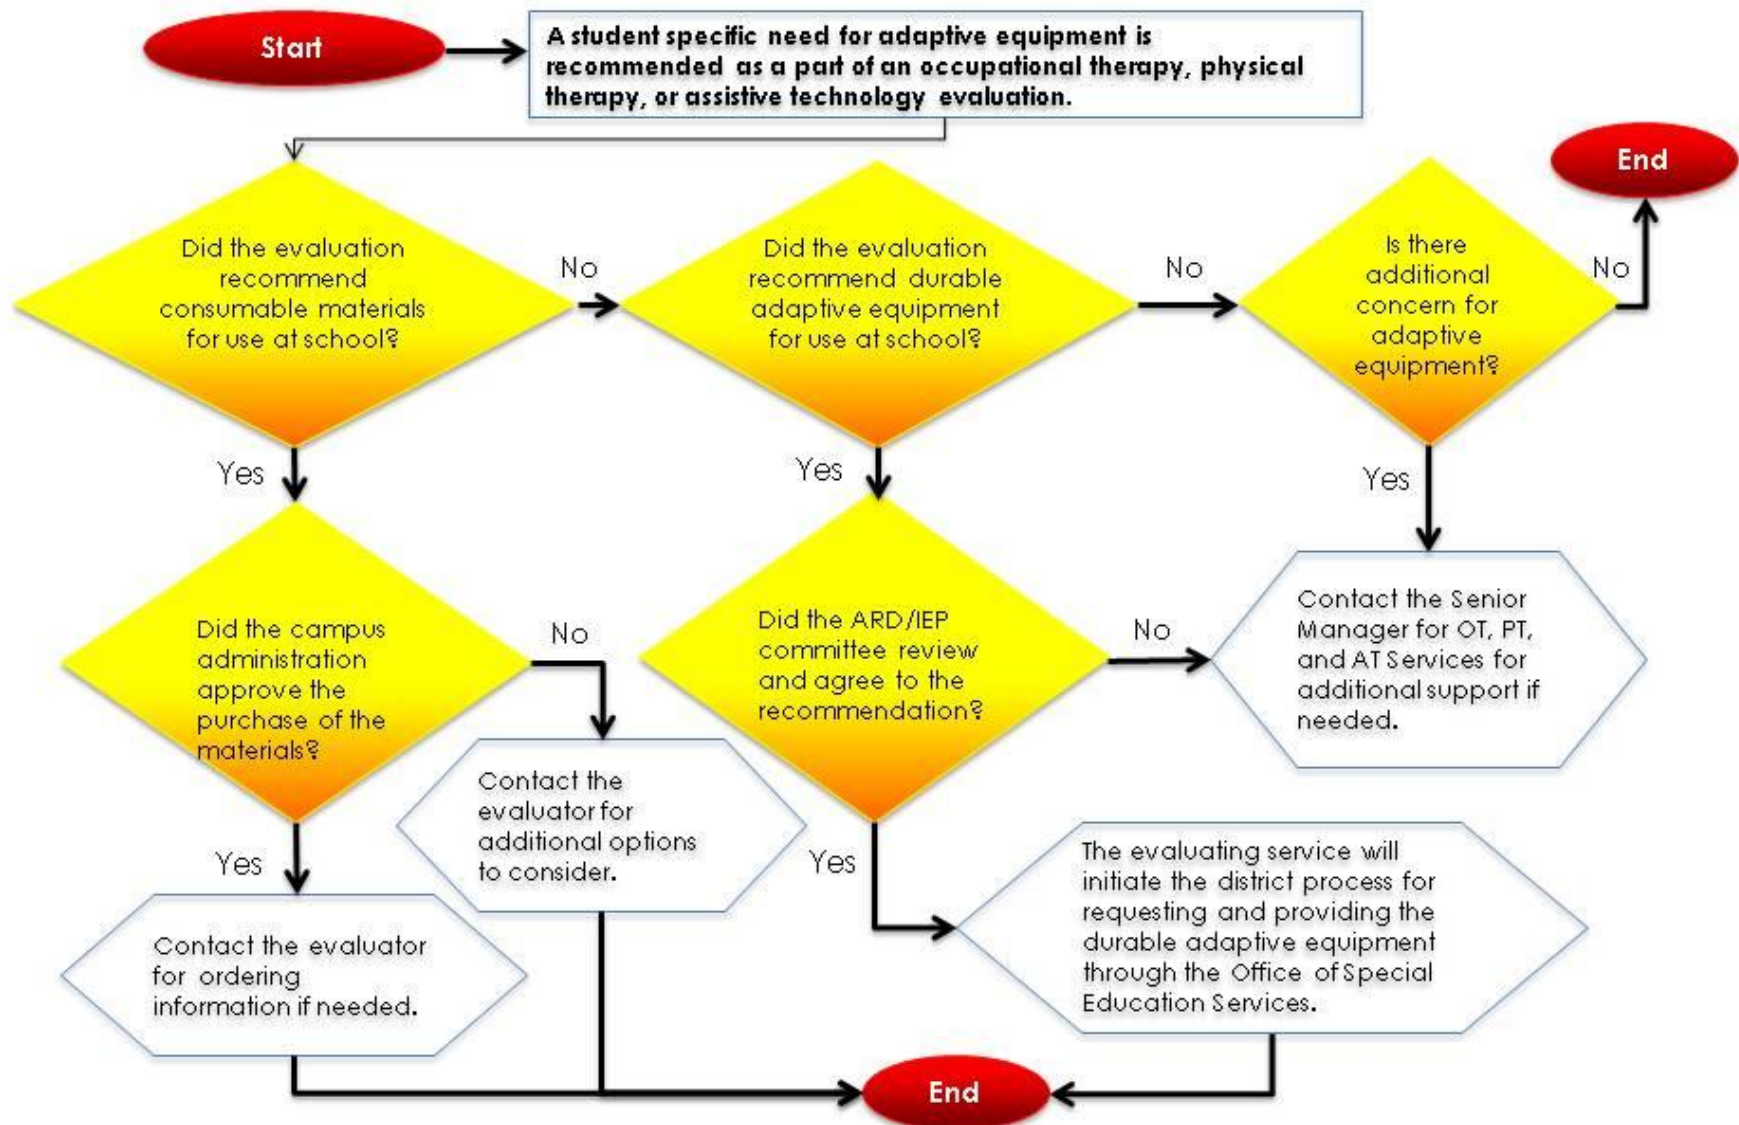 Start
A student specific need for adaptive equipment is
recommended as a part of an occupational therapy, physical
therapy, or assistive technology evaluation.
End
Did the evaluation
recommend
consumable materials
for use at school?
No
Did the evaluation
recommend durable
adaptive equipment
for use at school?
No
Is there
additional
concern for
adaptive
equipment?
No
Yes
Yes
Yes
Did the campus
administration
approve the
purchase of the
materials?
No
Did the ARD/IEP
committee review
and agree to the
recommendation?
No
Contact the Senior
Manager for OT, PT,
and AT Services for
additional support if
needed.
Contact the
evaluator for
additional options
to consider.
Yes
Yes
The evaluating service will
initiate the district process for
requesting and providing the
durable adaptive equipment
through the Office of Special
Education Services.
Contact the evaluator
for ordering
information if needed.
End